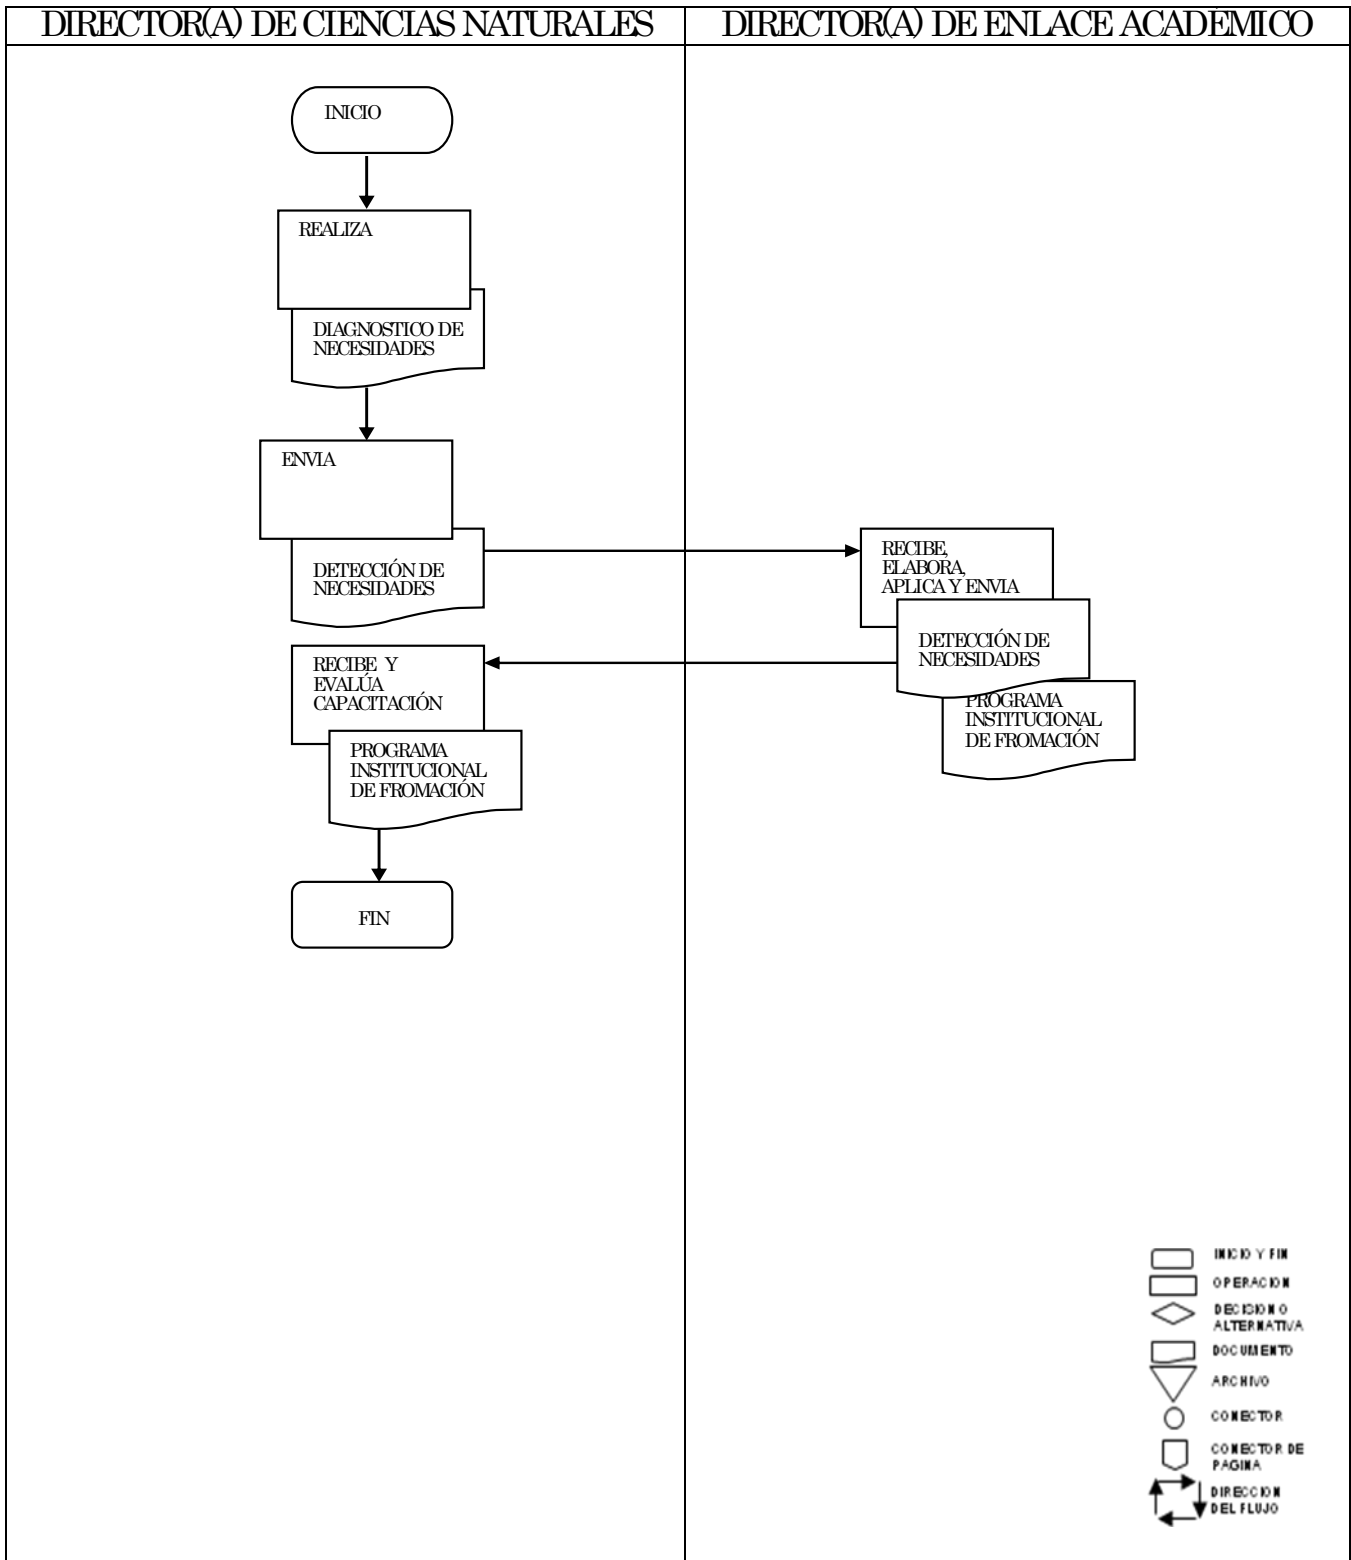 DIRECTOR(A) DE CIENCIAS NATURALES
DIRECTOR(A) DE ENLACE ACADÉMICO
INICIO
REALIZA
DIAGNOSTICO DE
NECESIDADES
ENVIA
DETECCIÓN DE
NECESIDADES
RECIBE,
ELABORA,
APLICA Y ENVIA
DETECCIÓN DE
NECESIDADES
PROGRAMA
INSTITUCIONAL
DE FROMACIÓN
RECIBE Y
EVALÚA
CAPACITACIÓN
PROGRAMA
INSTITUCIONAL
DE FROMACIÓN
FIN
INICIO Y FIN
OPERACION
DECISION O
ALTERNATIVA
DOCUMENTO
ARCHIVO
CONECTOR
CONECTOR DE
PAGINA
DIRECCION
DEL FLUJO